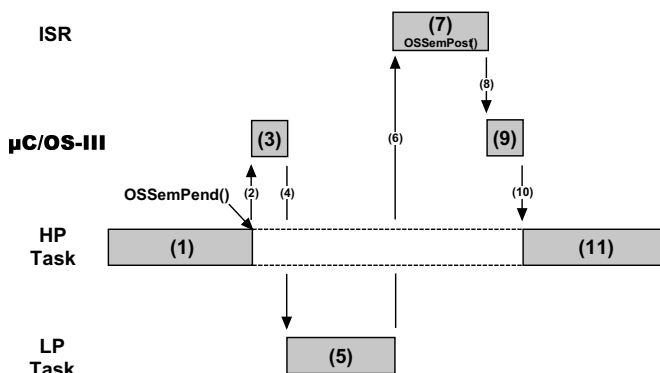 ISR
(7)
OSSemPost()
(8)
µC/OS-III
(3)
(6)
(9)
OSSemPend()
(2)
(4)
(10)
HP
Task
(1)
(11)
LP
Task
(5)